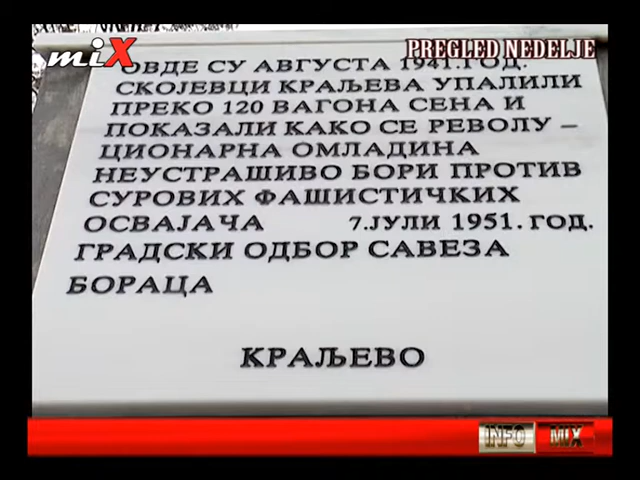 miX
PREGLED NEDELJE
ОВДЕ СУ АВГУСТА 1941.ГОД.
СКОЈЕВЦИ КРАЉЕВА УПАЛИЛИ
ПРЕКО 120 ВАГОНА СЕНА И
ПОКАЗАЛИ КАКО СЕ РЕВОЛУ –
ЦИОНАРНА ОМЛАДИНА
НЕУСТРАШИВО БОРИ ПРОТИВ
СУРОВИХ ФАШИСТИЧКИХ
ОСВАЈАЧА 7.ЈУЛИ 1951. ГОД.
ГРАДСКИ ОДБОР САВЕЗА
БОРАЦА
КРАЉЕВО
INFO MIX